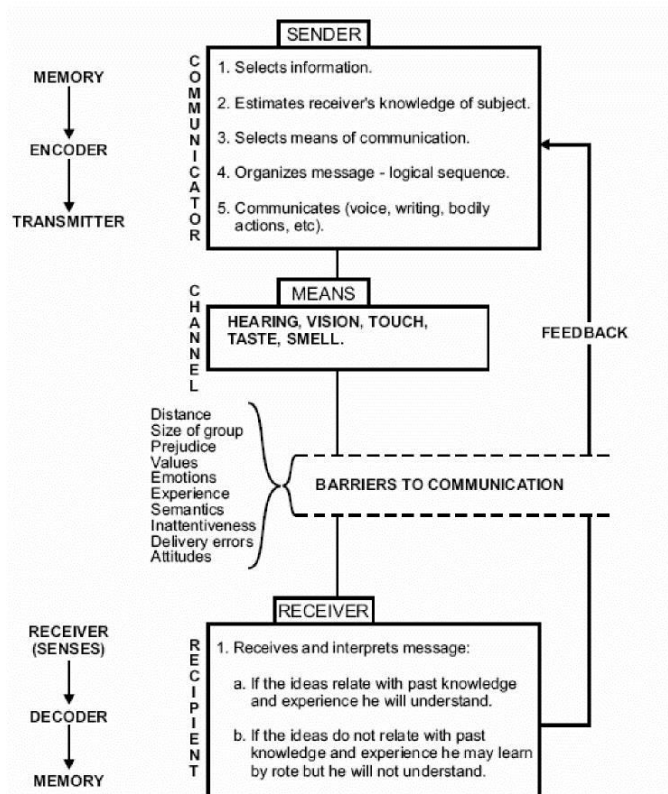 SENDER
COMMUNICATOR
MEMORY
ENCODER
TRANSMITTER
1. Selects information.
2. Estimates receiver's knowledge of subject.
3. Selects means of communication.
4. Organizes message - logical sequence.
5. Communicates (voice, writing, bodily
actions, etc).
CHANNEL
MEANS
HEARING, VISION, TOUCH,
TASTE, SMELL.
FEEDBACK
Distance
Size of group
Prejudice
Values
Emotions
Experience
Semantics
Inattentiveness
Delivery errors
Attitudes
BARRIERS TO COMMUNICATION
RECEIVER
RECEIVER
(SENSES)
DECODER
MEMORY
RECIPIENT
1. Receives and interprets message:
a. If the ideas relate with past knowledge
and experience he will understand.
b. If the ideas do not relate with past
knowledge and experience he may learn
by rote but he will not understand.